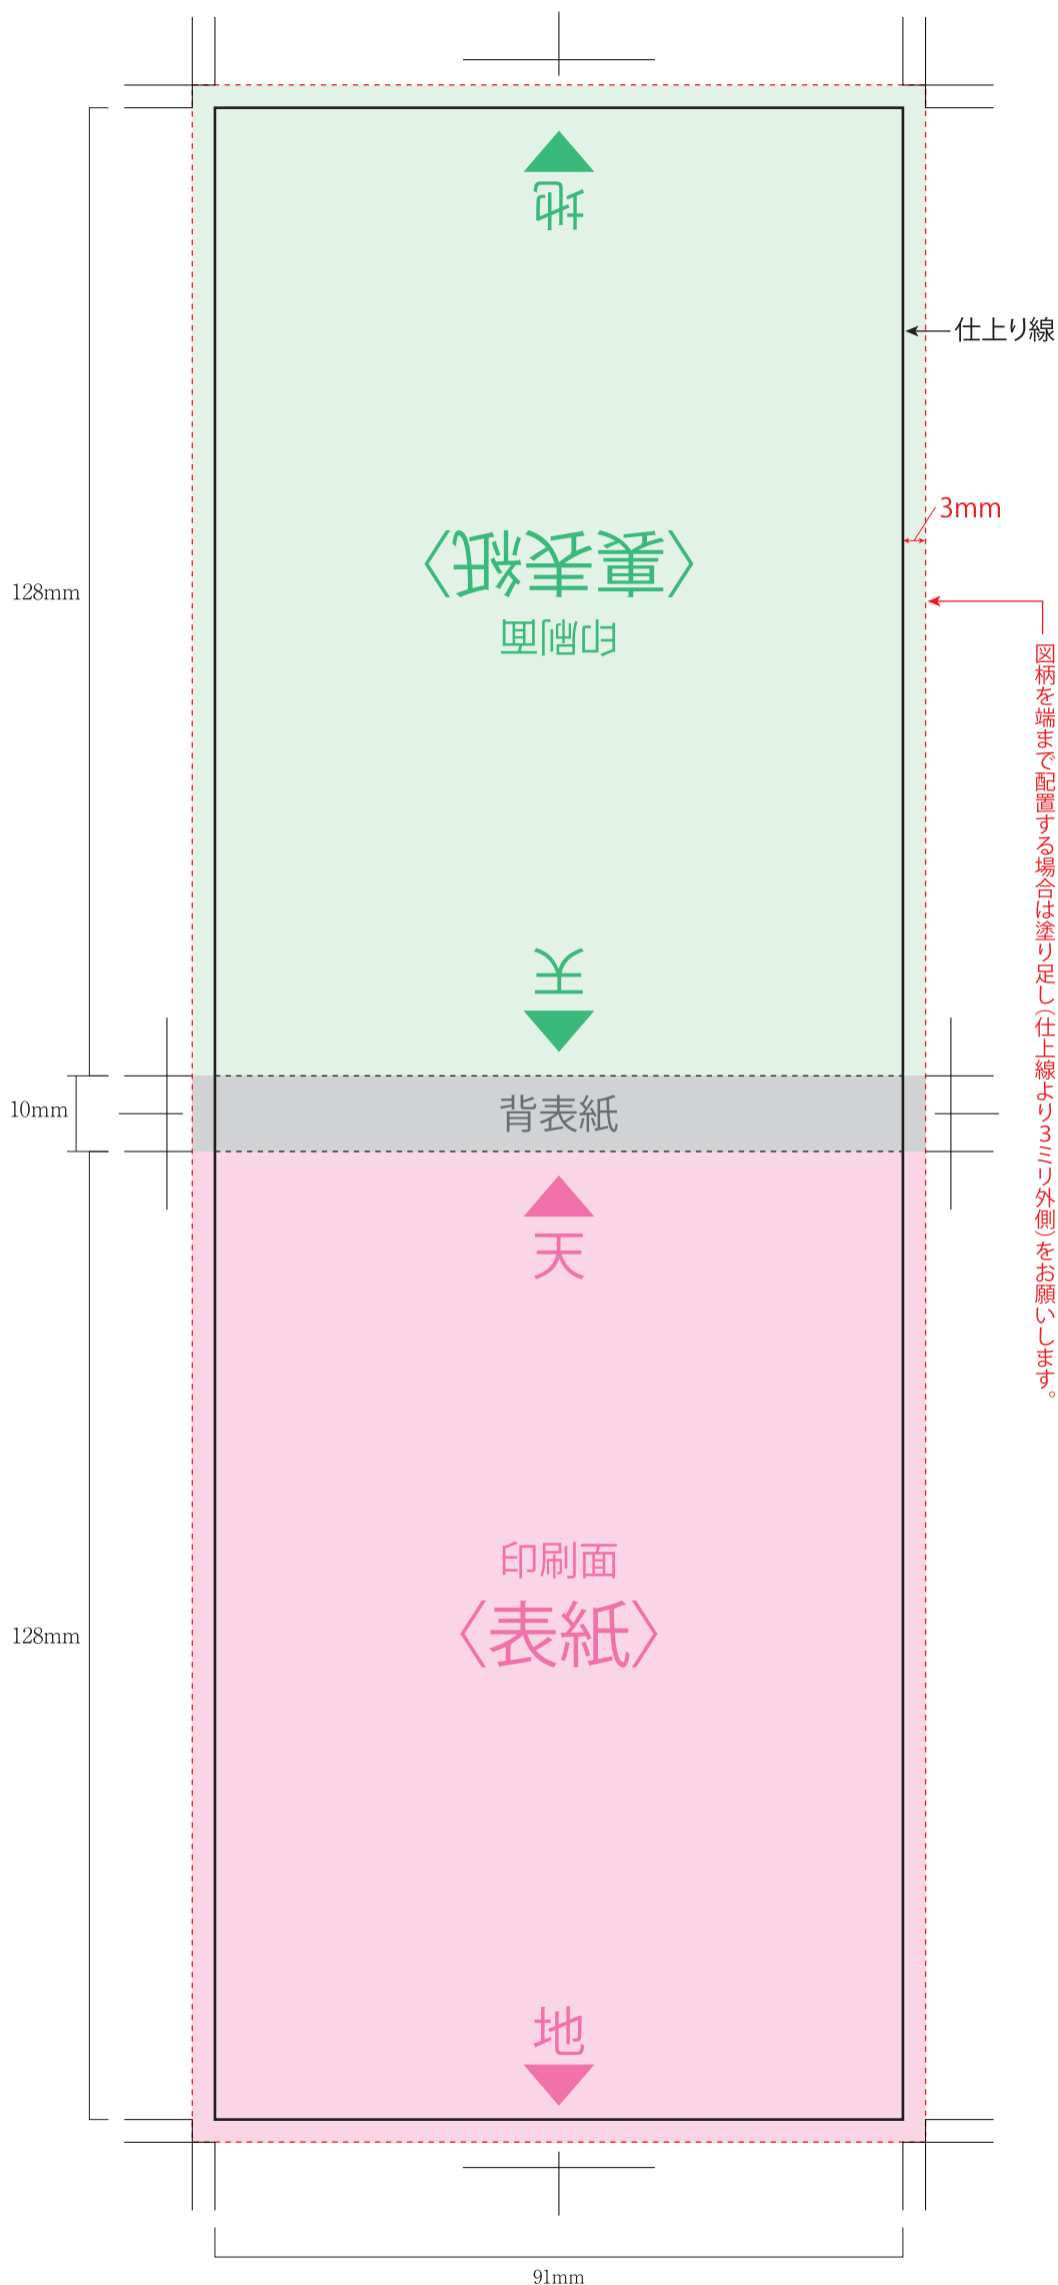 地
仕上り線
3mm
〈裏表紙〉
128mm
印刷面
図柄を端まで配置する場合は塗り足し（仕上線より3ミリ外側）をお願いします。
天
10mm
背表紙
天
印刷面
〈表紙〉
128mm
地
91mm